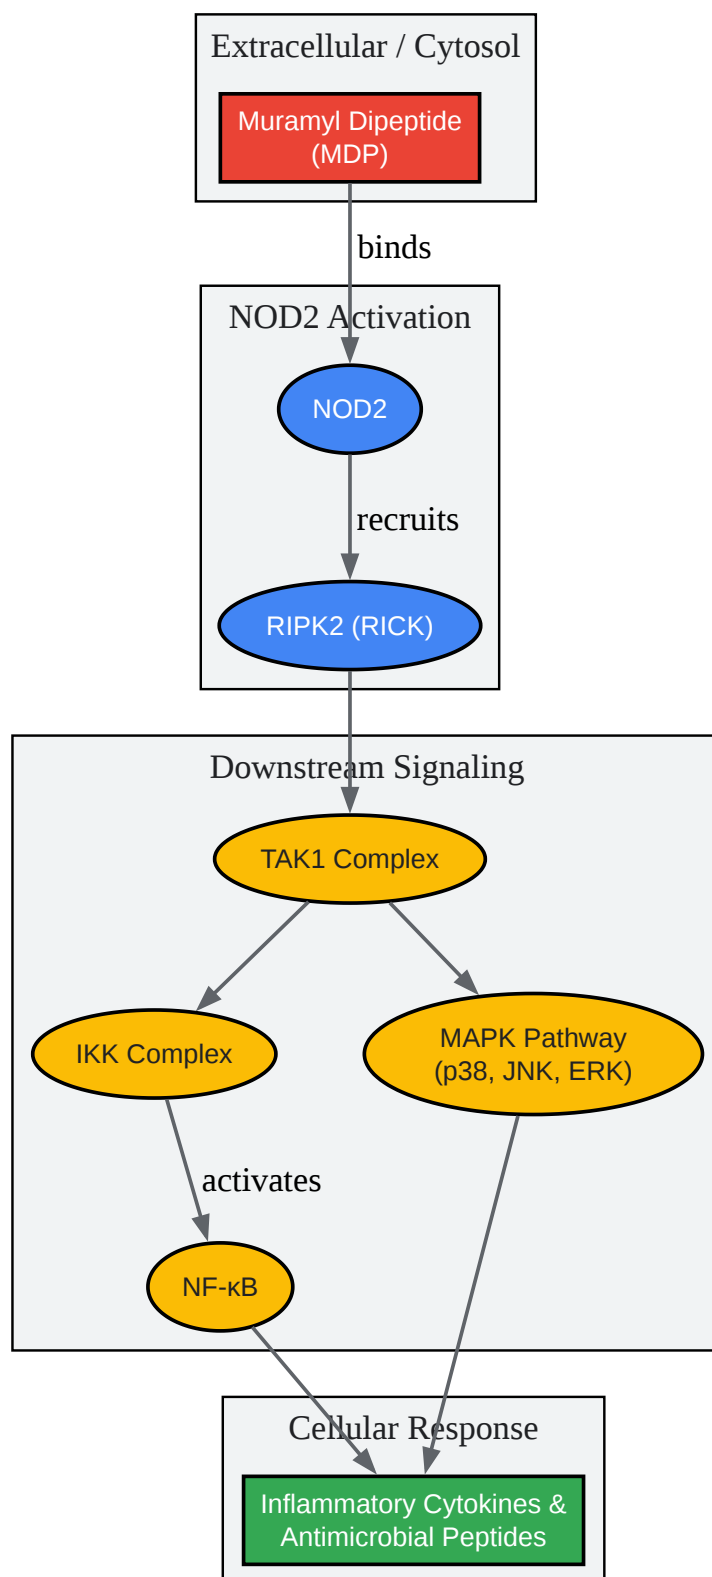 Extracellular / Cytosol
Muramyl Dipeptide
(MDP)
binds
NOD2 Activation
NOD2
recruits
RIPK2 (RICK)
Downstream Signaling
TAK1 Complex
IKK Complex
MAPK Pathway
(p38, JNK, ERK)
activates
NF-κB
Cellular Response
Inflammatory Cytokines &
Antimicrobial Peptides